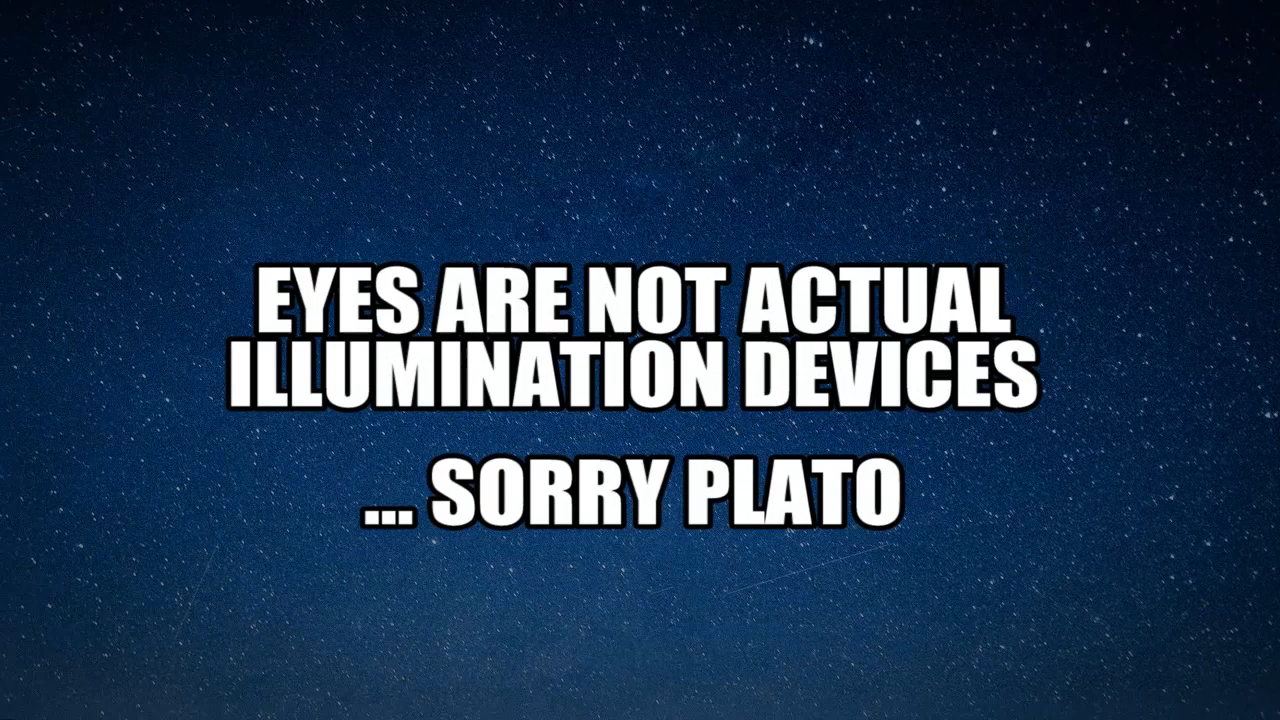 EYES ARE NOT ACTUAL
ILLUMINATION DEVICES
... SORRY PLATO